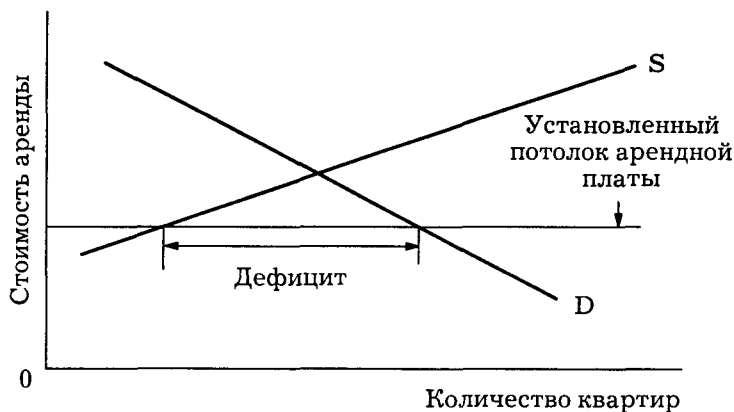 Стоимость аренды
S
Установленный
потолок арендной
платы
Дефицит
D
0
Количество квартир